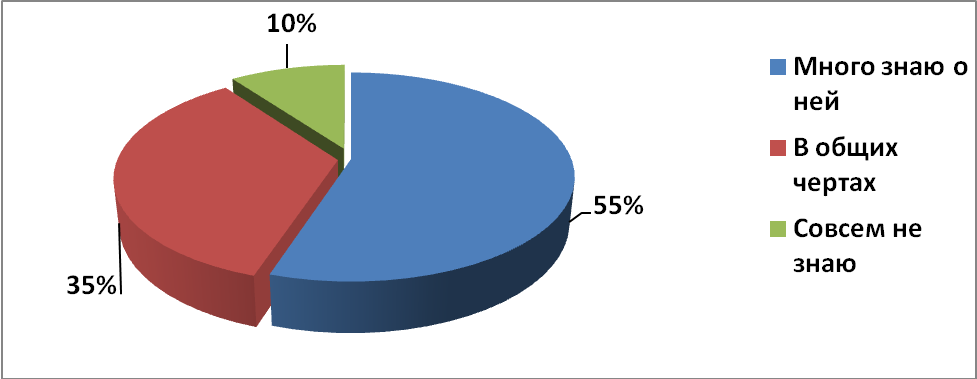 10%
55%
35%
Много знаю о
ней
В общих
чертах
Совсем не
знаю